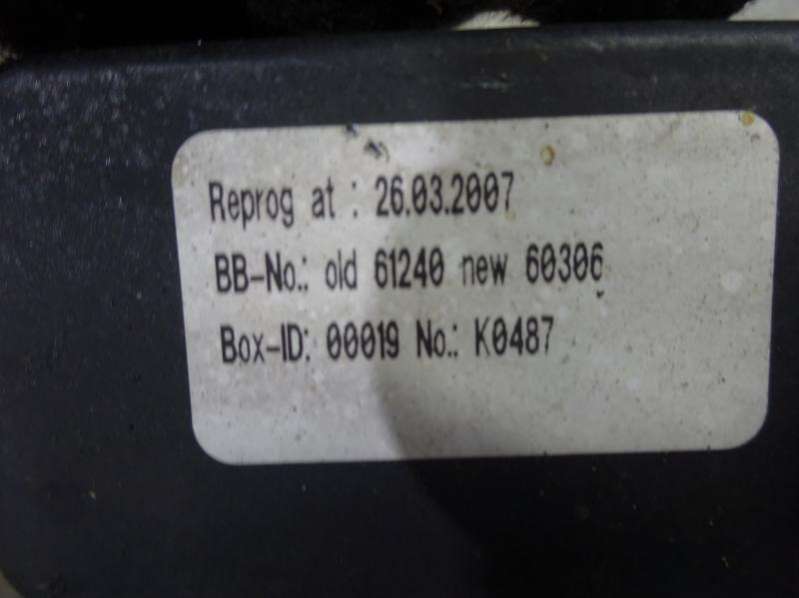 Reprog at : 26.03.2007
BB-No.: old 61240 new 60306
Box-ID: 00019 No.: K0487